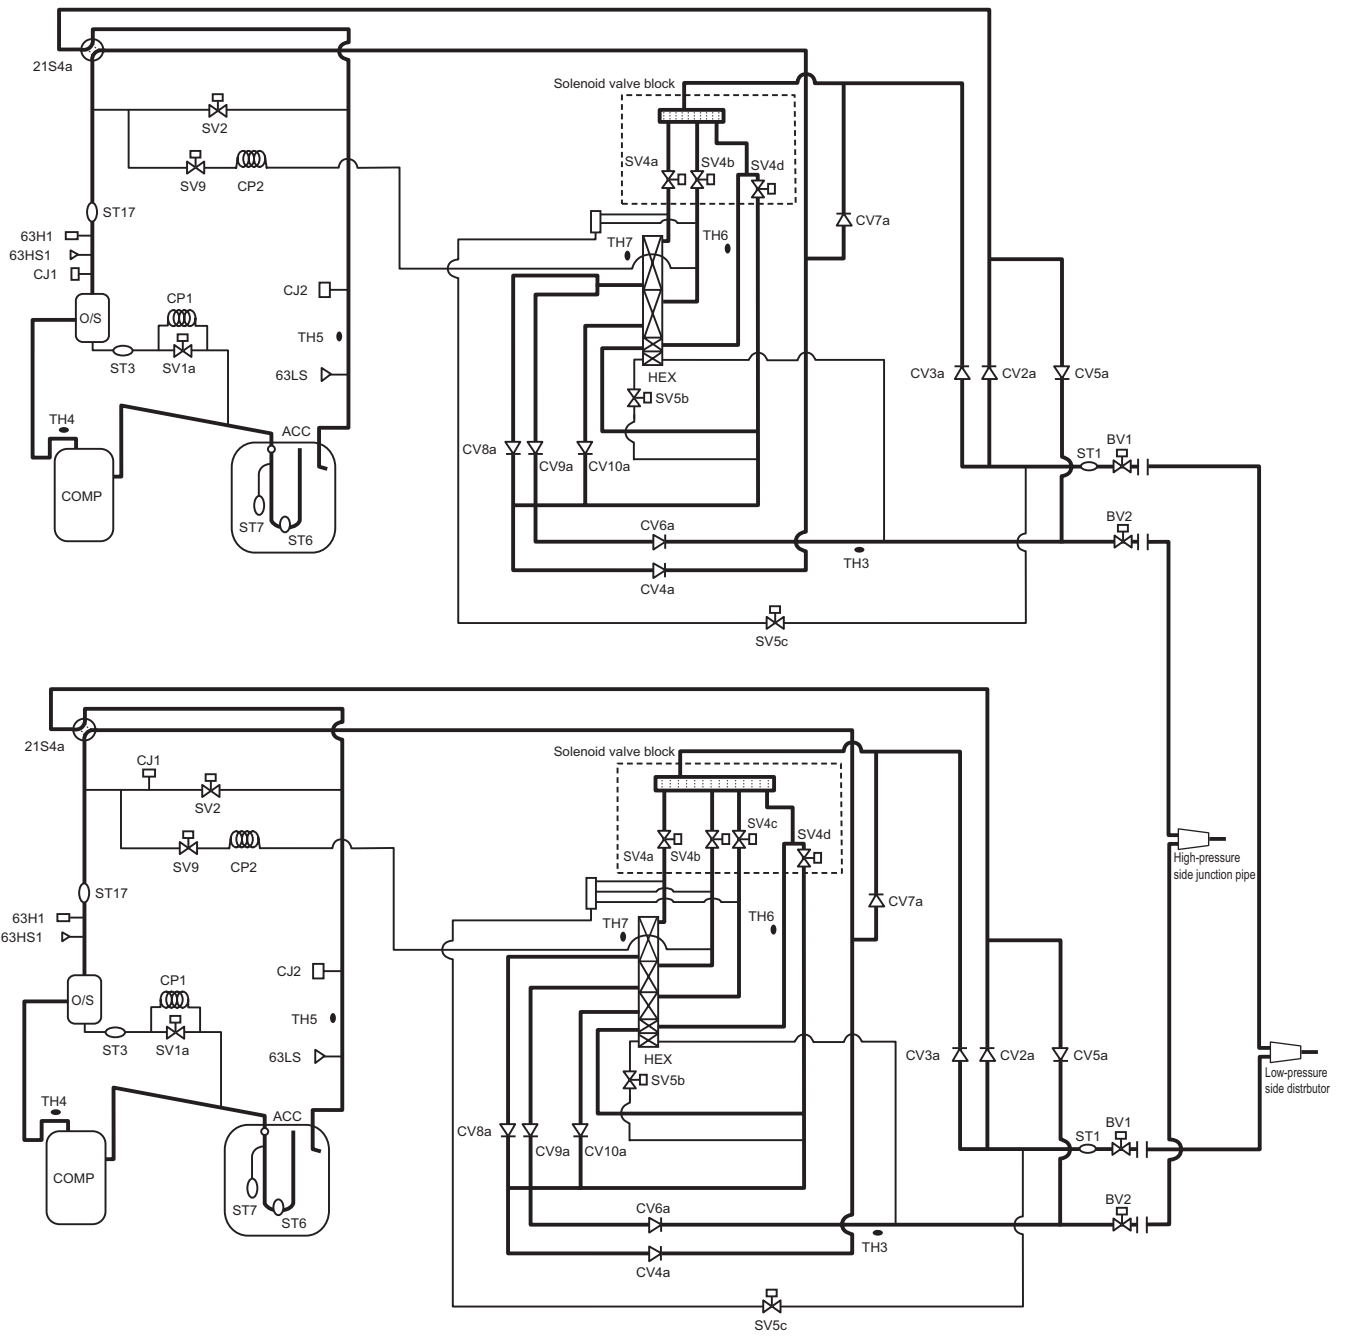 21S4a
Solenoid valve block
SV2
SV9
CP2
SV4a
SV4b
SV4d
ST17
63H1
63HS1
CJ1
TH7
TH6
CV7a
CJ2
CP1
O/S
TH5
ST3
SV1a
63LS
HEX
SV5b
CV3a
CV2a
CV5a
TH4
ACC
COMP
ST7
ST6
CV8a
CV9a
CV10a
ST1
BV1
BV2
CV6a
TH3
CV4a
SV5c
21S4a
CJ1
Solenoid valve block
SV2
SV9
CP2
SV4c
SV4a
SV4b
SV4d
High-pressure
side junction pipe
ST17
63H1
63HS1
TH7
TH6
CV7a
CJ2
CP1
O/S
TH5
ST3
SV1a
63LS
HEX
SV5b
CV3a
CV2a
CV5a
Low-pressure
side distrbutor
TH4
ACC
COMP
ST7
ST6
CV8a
CV9a
CV10a
ST1
BV1
BV2
CV6a
TH3
CV4a
SV5c